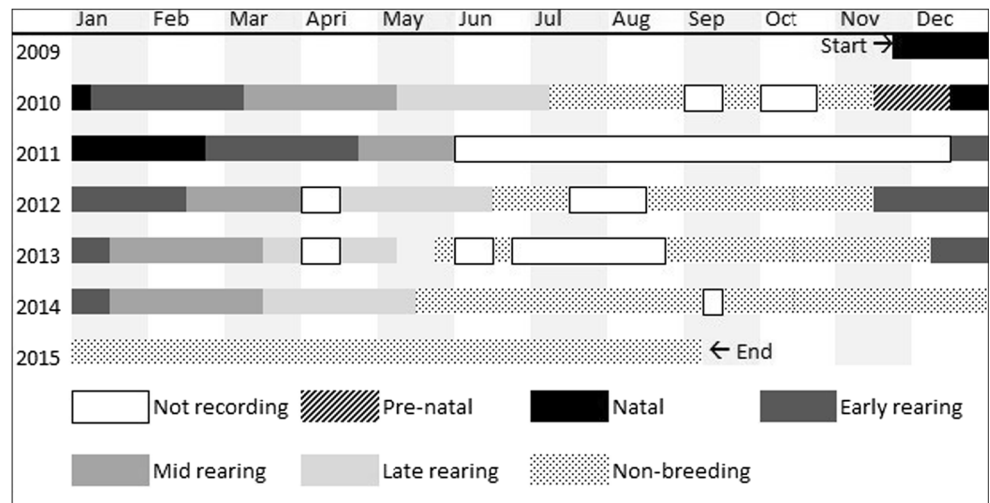 Jan Feb Mar Apri May Jun Jul Aug Sep Oct Nov Dec
2009 Start →
2010
2011
2012
2013
2014
2015 ← End
Not recording Pre-natal Natal Early rearing
Mid rearing Late rearing Non-breeding